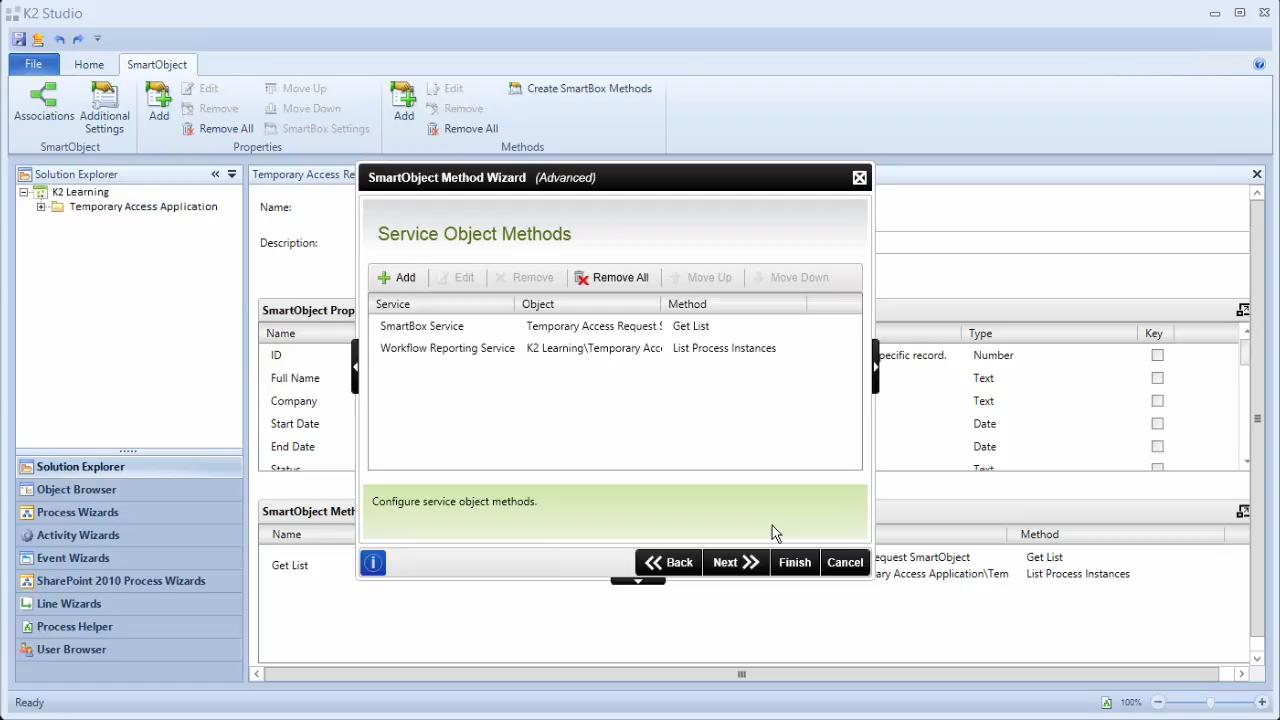 K2 Studio
File
Home
SmartObject
Associations
Additional Settings
SmartObject
Add
Edit
Remove
Remove All
Move Up
Move Down
SmartBox Settings
Properties
Add
Edit
Remove
Remove All
Create SmartBox Methods
Methods
Solution Explorer
K2 Learning
Temporary Access Application
Solution Explorer
Object Browser
Process Wizards
Activity Wizards
Event Wizards
SharePoint 2010 Process Wizards
Line Wizards
Process Helper
User Browser
Temporary Access Re
Name:
Description:
SmartObject Prop
Name Type Key
ID pecific record. Number
Full Name Text
Company Text
Start Date Date
End Date Date
Status Text
SmartObject Meth
Name Method
Get List equest SmartObject Get List
ary Access Application\Tem List Process Instances
SmartObject Method Wizard (Advanced)
Service Object Methods
Add Edit Remove Remove All Move Up Move Down
Service Object Method
SmartBox Service Temporary Access Request S Get List
Workflow Reporting Service K2 Learning\Temporary Acc List Process Instances
Configure service object methods.
Back Next Finish Cancel
Ready
100%